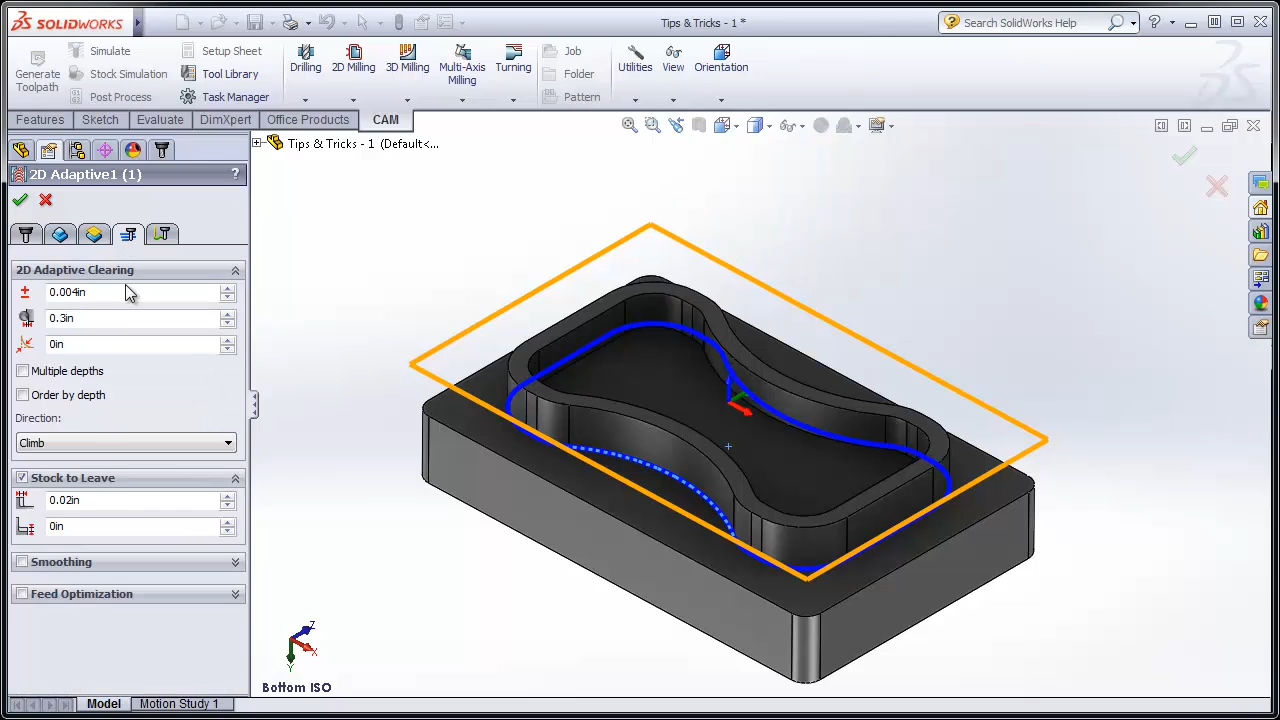 SOLIDWORKS
Tips & Tricks - 1 *
Search SolidWorks Help
Generate Toolpath
Simulate
Stock Simulation
Post Process
Setup Sheet
Tool Library
Task Manager
Drilling
2D Milling
3D Milling
Multi-Axis Milling
Turning
Job
Folder
Pattern
Utilities
View
Orientation
Features
Sketch
Evaluate
DimXpert
Office Products
CAM
Tips & Tricks - 1 (Default<...
2D Adaptive1 (1)
?
2D Adaptive Clearing
0.004in
0.3in
0in
Multiple depths
Order by depth
Direction:
Climb
Stock to Leave
0.02in
0in
Smoothing
Feed Optimization
Z
X
Y
Bottom ISO
Model
Motion Study 1